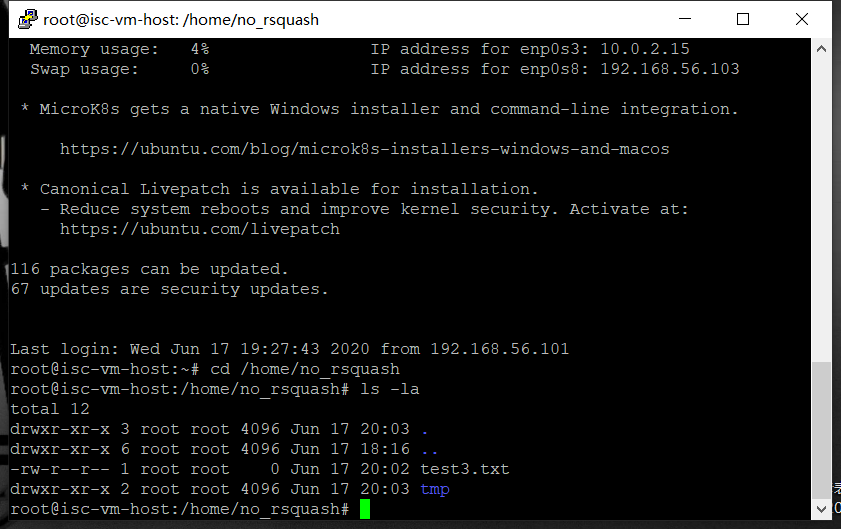 root@isc-vm-host: /home/no_rsquash
Memory usage:   4%                IP address for enp0s3: 10.0.2.15
Swap usage:     0%                IP address for enp0s8: 192.168.56.103
* MicroK8s gets a native Windows installer and command-line integration.
https://ubuntu.com/blog/microk8s-installers-windows-and-macos
* Canonical Livepatch is available for installation.
- Reduce system reboots and improve kernel security. Activate at:
https://ubuntu.com/livepatch
116 packages can be updated.
67 updates are security updates.
Last login: Wed Jun 17 19:27:43 2020 from 192.168.56.101
root@isc-vm-host:~# cd /home/no_rsquash
root@isc-vm-host:/home/no_rsquash# ls -la
total 12
drwxr-xr-x 3 root root 4096 Jun 17 20:03 .
drwxr-xr-x 6 root root 4096 Jun 17 18:16 ..
-rw-r--r-- 1 root root    0 Jun 17 20:02 test3.txt
drwxr-xr-x 2 root root 4096 Jun 17 20:03 tmp
root@isc-vm-host:/home/no_rsquash#